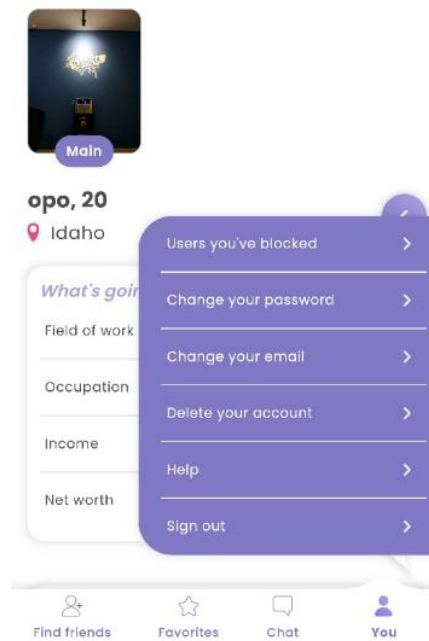 Main
opo, 20
Idaho
What's goin
Field of work
Occupation
Income
Net worth
Users you've blocked
Change your password
Change your email
Delete your account
Help
Sign out
Find friends
Favorites
Chat
You